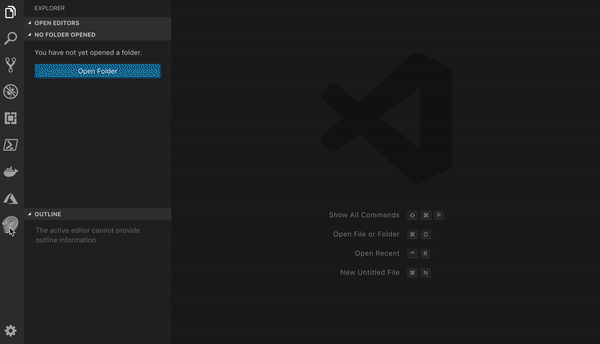 EXPLORER
OPEN EDITORS
NO FOLDER OPENED
You have not yet opened a folder.
Open Folder
OUTLINE
The active editor cannot provide
outline information.
Show All Commands ⇧ ⌘ P
Open File or Folder ⌘ O
Open Recent ⌃ R
New Untitled File ⌘ N